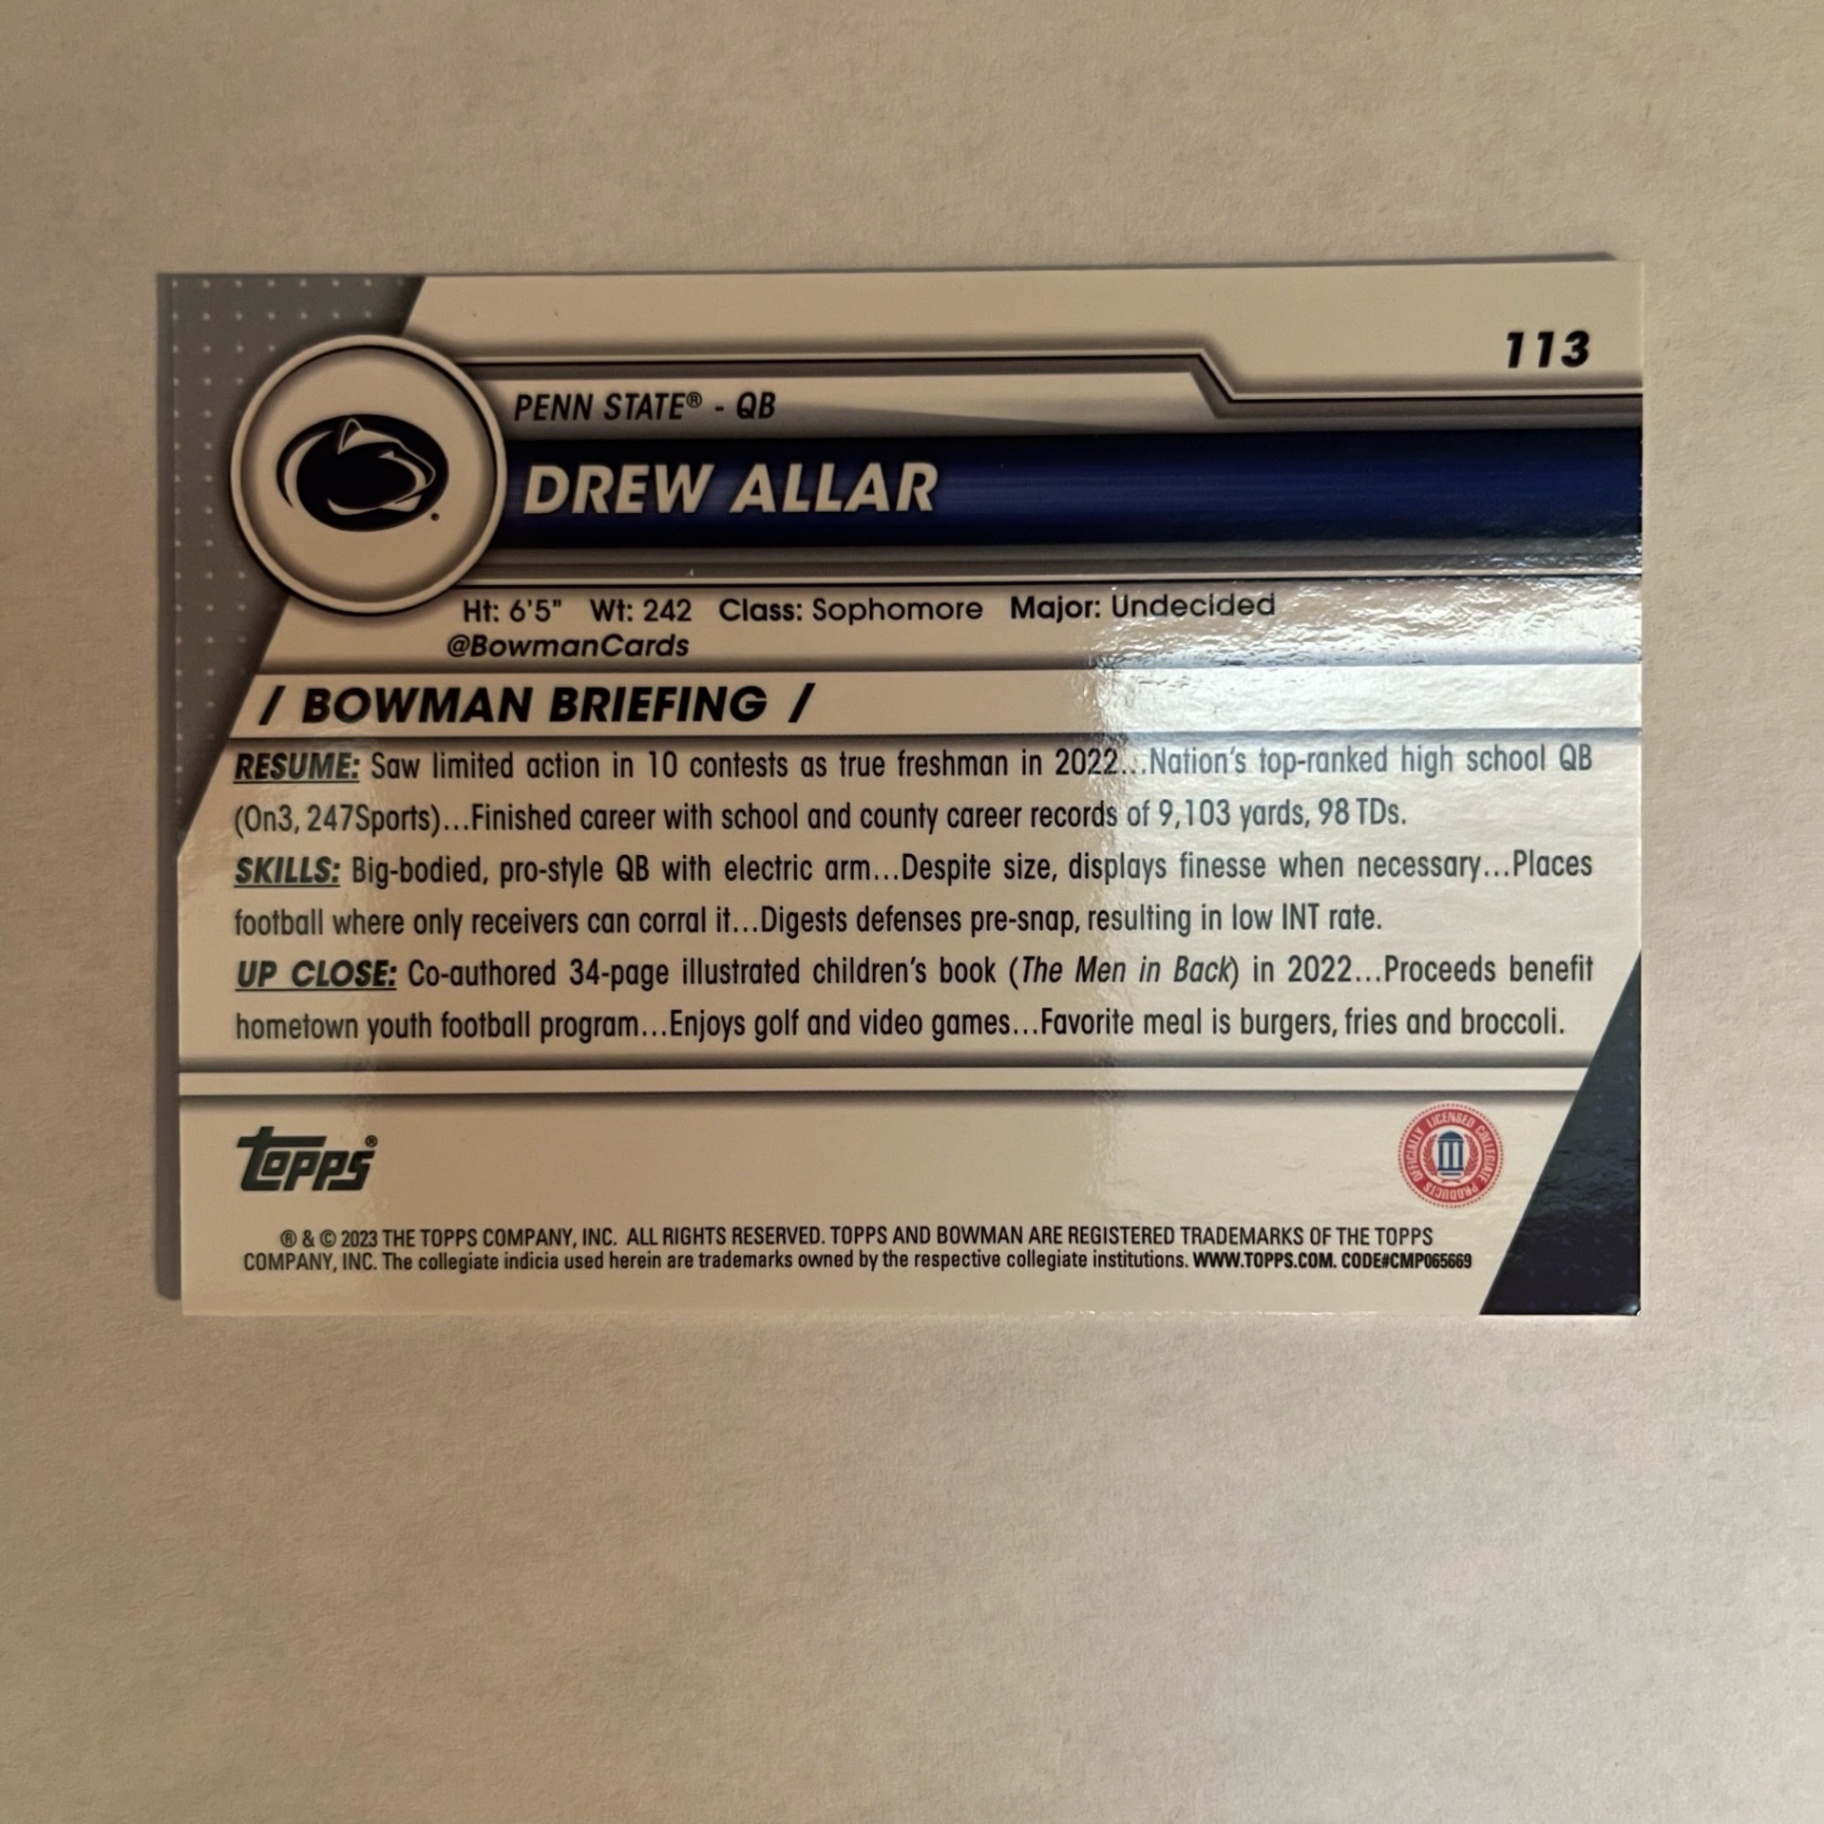 113
PENN STATE® - QB
DREW ALLAR
Ht: 6'5" Wt: 242 Class: Sophomore Major: Undecided
@BowmanCards
/ BOWMAN BRIEFING /
RESUME: Saw limited action in 10 contests as true freshman in 2022...Nation's top-ranked high school QB
(On3, 247Sports)...Finished career with school and county career records of 9,103 yards, 98 TDs.
SKILLS: Big-bodied, pro-style QB with electric arm...Despite size, displays finesse when necessary...Places
football where only receivers can corral it...Digests defenses pre-snap, resulting in low INT rate.
UP CLOSE: Co-authored 34-page illustrated children's book (The Men in Back) in 2022...Proceeds benefit
hometown youth football program...Enjoys golf and video games...Favorite meal is burgers, fries and broccoli.
topps®
OFFICIALLY LICENSED COLLEGIATE PRODUCTS
® & © 2023 THE TOPPS COMPANY, INC. ALL RIGHTS RESERVED. TOPPS AND BOWMAN ARE REGISTERED TRADEMARKS OF THE TOPPS
COMPANY, INC. The collegiate indicia used herein are trademarks owned by the respective collegiate institutions. WWW.TOPPS.COM. CODE#CMP065669